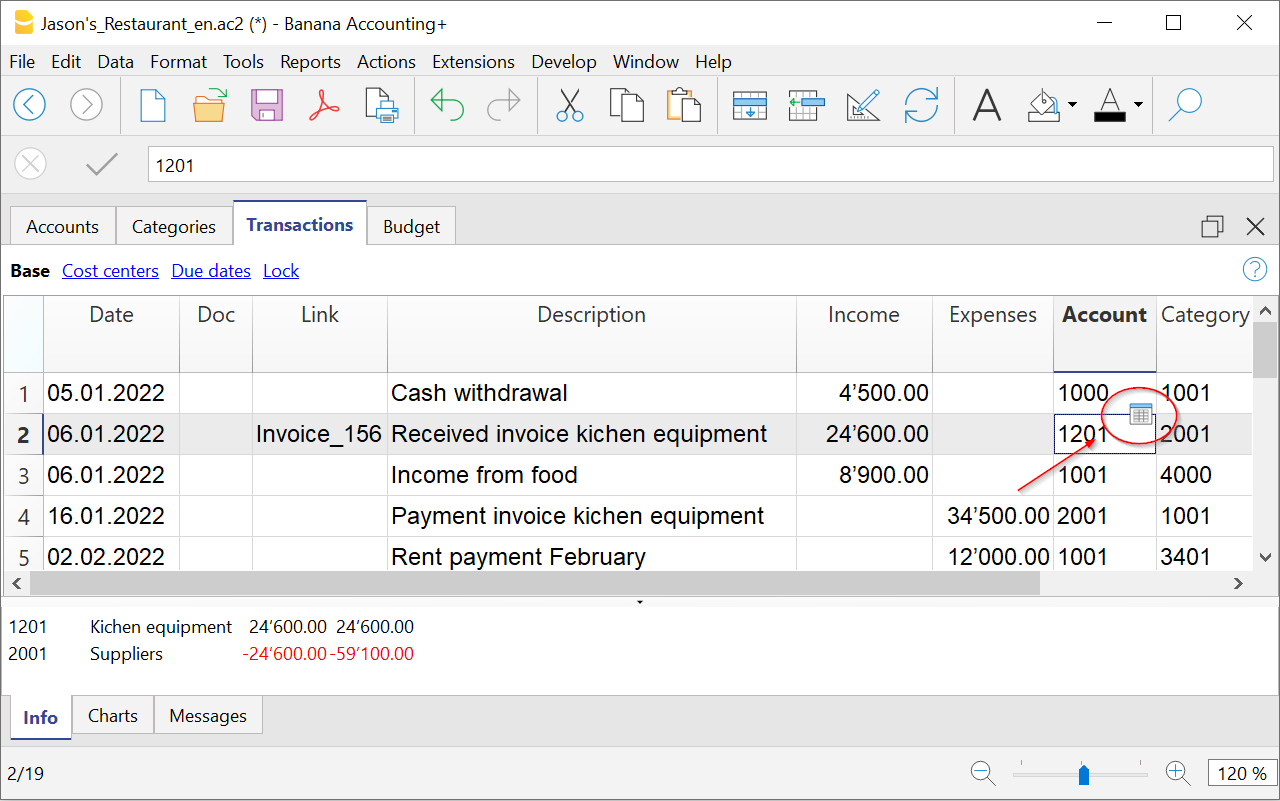 Jason's_Restaurant_en.ac2 (*) - Banana Accounting+
File Edit Data Format Tools Reports Actions Extensions Develop Window Help
1201
Accounts Categories Transactions Budget
Base Cost centers Due dates Lock
Date Doc Link Description Income Expenses Account Category
1 05.01.2022 Cash withdrawal 4’500.00 1000 1001
2 06.01.2022 Invoice_156 Received invoice kichen equipment 24’600.00 1201 2001
3 06.01.2022 Income from food 8’900.00 1001 4000
4 16.01.2022 Payment invoice kichen equipment 34’500.00 2001 1001
5 02.02.2022 Rent payment February 12’000.00 1001 3401
1201 Kichen equipment 24’600.00 24’600.00
2001 Suppliers -24’600.00 -59’100.00
Info Charts Messages
2/19 120 %